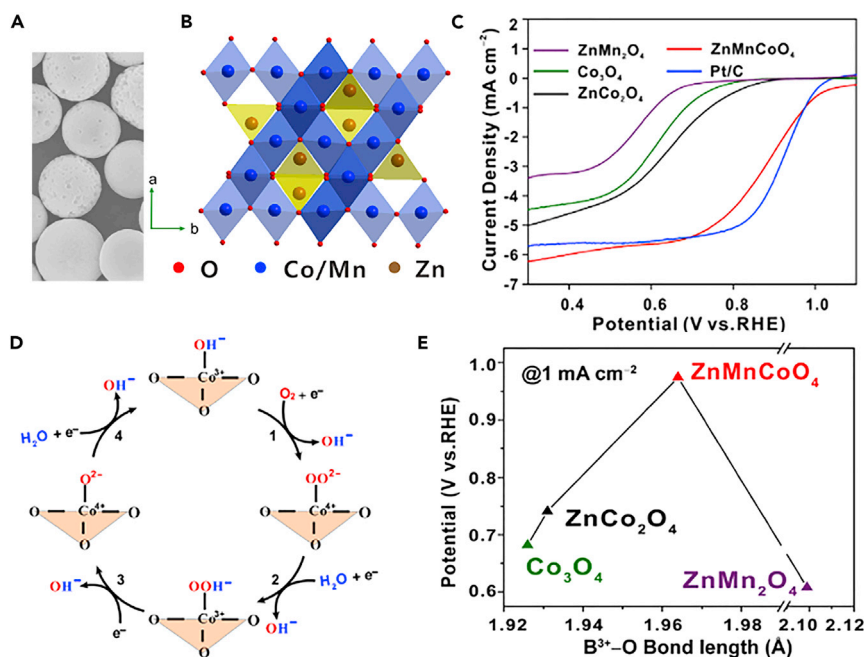 A
a
b
B
O
Co/Mn
Zn
C
ZnMn₂O₄
Co₃O₄
ZnCo₂O₄
ZnMnCoO₄
Pt/C
Current Density (mA cm⁻²)
1
0
-1
-2
-3
-4
-5
-6
-7
0.4
0.6
0.8
1.0
Potential (V vs.RHE)
D
OH⁻
Co³⁺
O
O
O
O₂ + e⁻
1
OH⁻
OO²⁻
Co⁴⁺
O
O
O
2
H₂O + e⁻
OH⁻
OOH⁻
Co³⁺
O
O
O
3
e⁻
OH⁻
O²⁻
Co⁴⁺
O
O
O
4
H₂O + e⁻
OH⁻
E
@1 mA cm⁻²
ZnMnCoO₄
ZnCo₂O₄
Co₃O₄
ZnMn₂O₄
Potential (V vs.RHE)
1.0
0.9
0.8
0.7
0.6
1.92
1.94
1.96
1.98
2.10
2.12
B³⁺–O Bond length (Å)